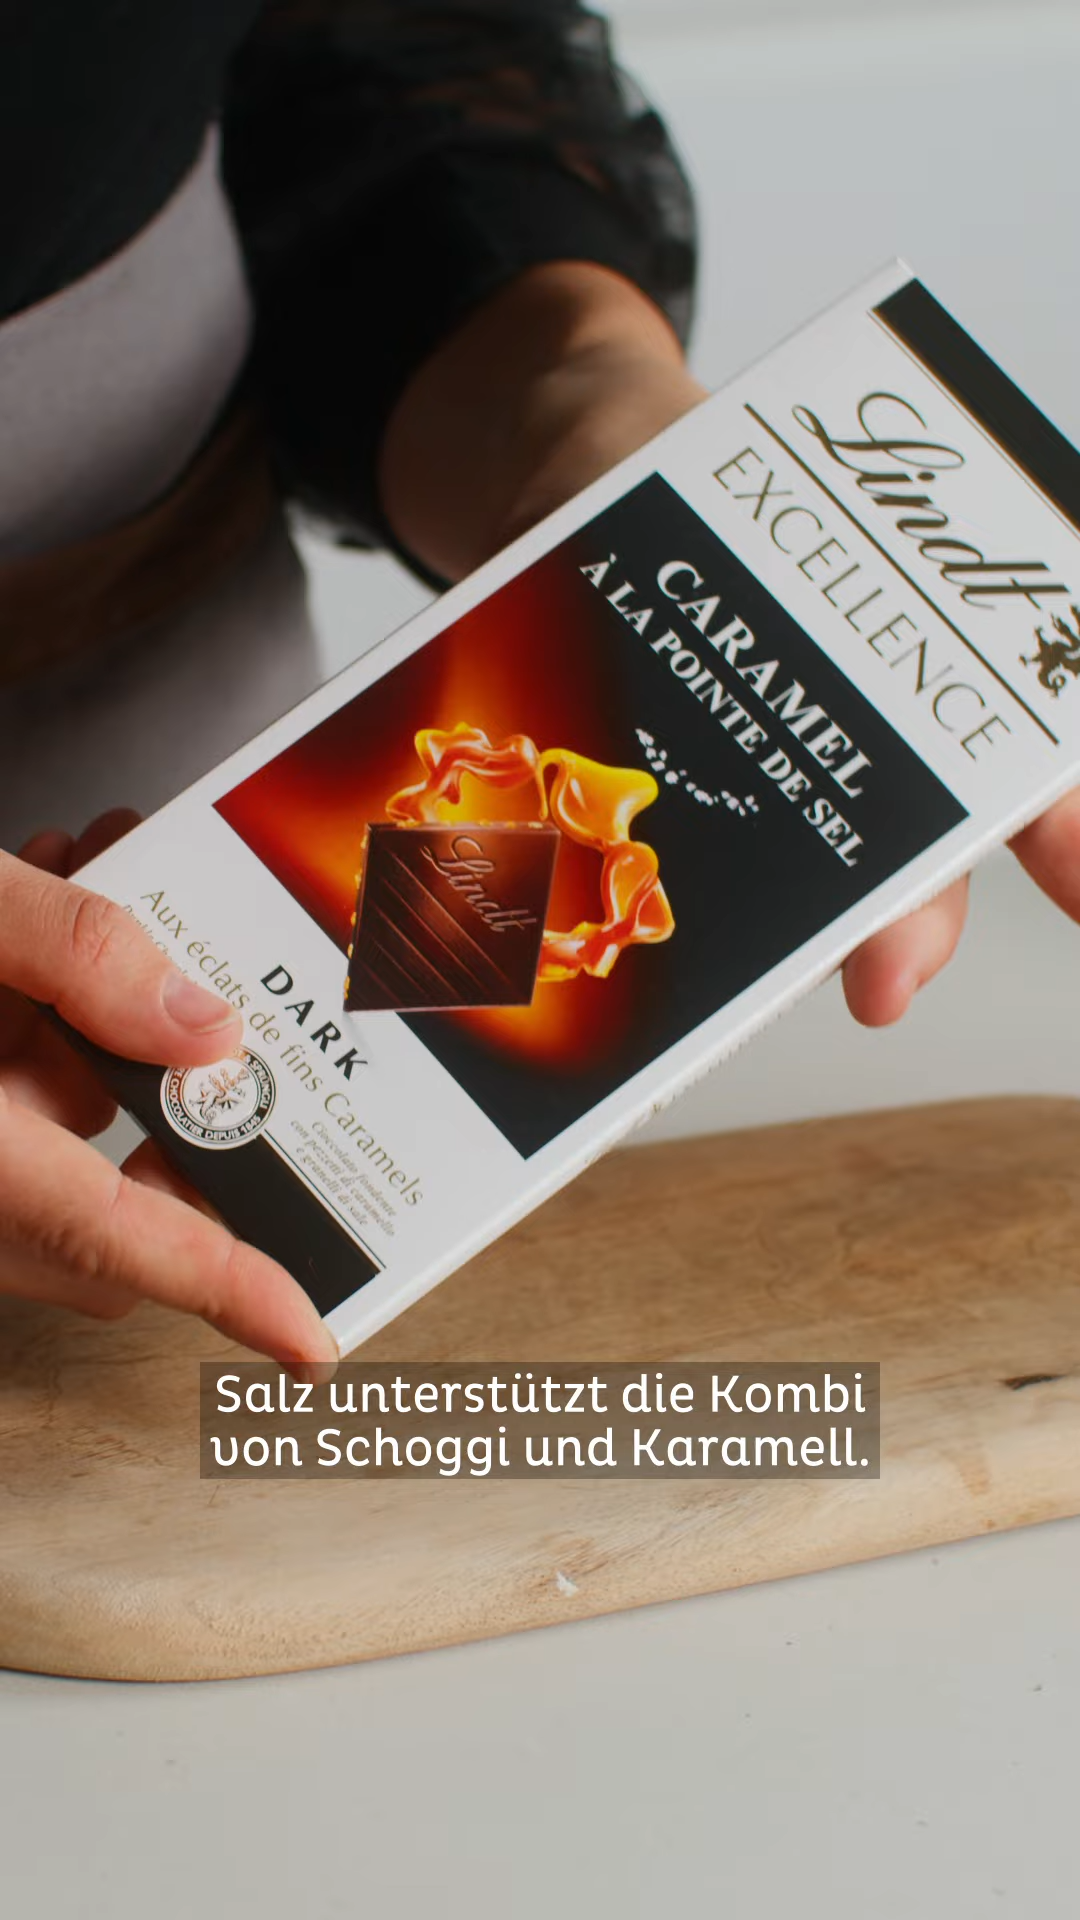 Lindt
EXCELLENCE
CARAMEL
À LA POINTE DE SEL
Lindt
DARK
Aux éclats de fins Caramels
Cioccolato fondente
con pezzetti di caramello
e granelli di sale
& SPRÜNGLI
CHOCOLATIER DEPUIS 1845
Salz unterstützt die Kombi
von Schoggi und Karamell.